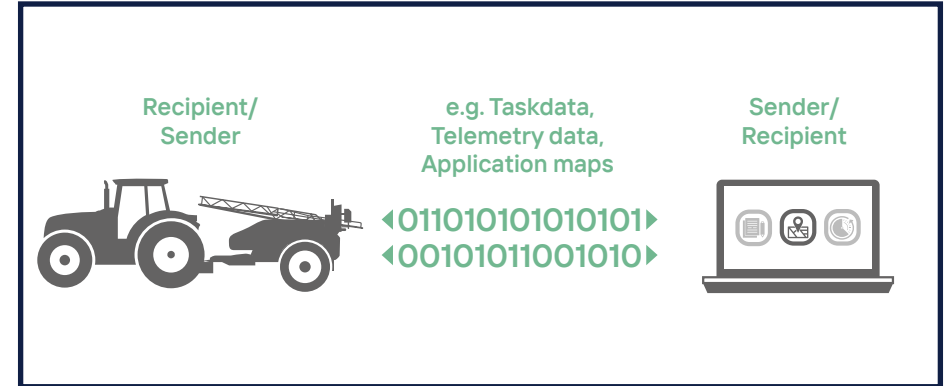 Recipient/
Sender
e.g. Taskdata,
Telemetry data,
Application maps
Sender/
Recipient
011010101010101
00101011001010